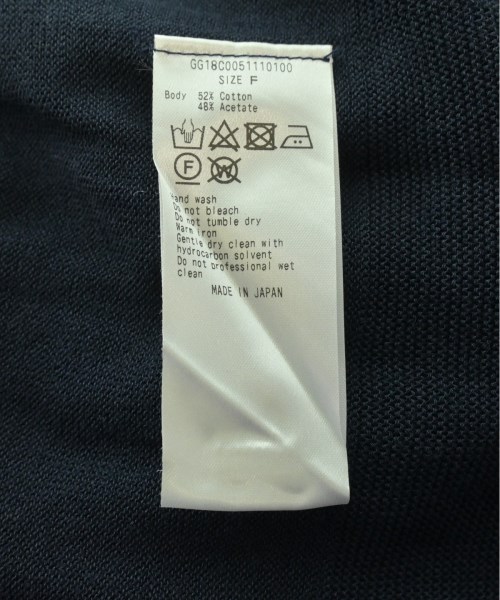 GG18C0051110100
SIZE F
Body 52% Cotton
48% Acetate
F
W
and wash
Do not bleach
Do not tumble dry
Warm iron
Gentle dry clean with
hydrocarbon solvent
Do not professional wet
clean
MADE IN JAPAN